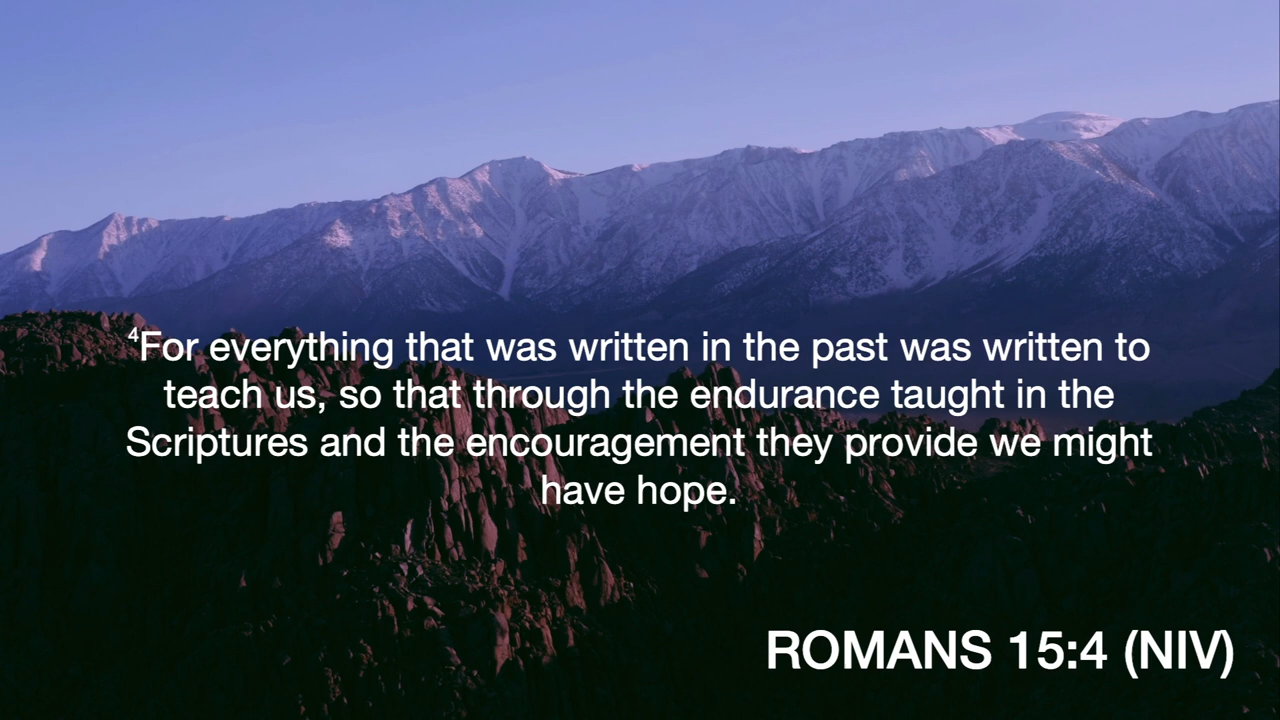 ⁴For everything that was written in the past was written to
teach us, so that through the endurance taught in the
Scriptures and the encouragement they provide we might
have hope.
ROMANS 15:4 (NIV)